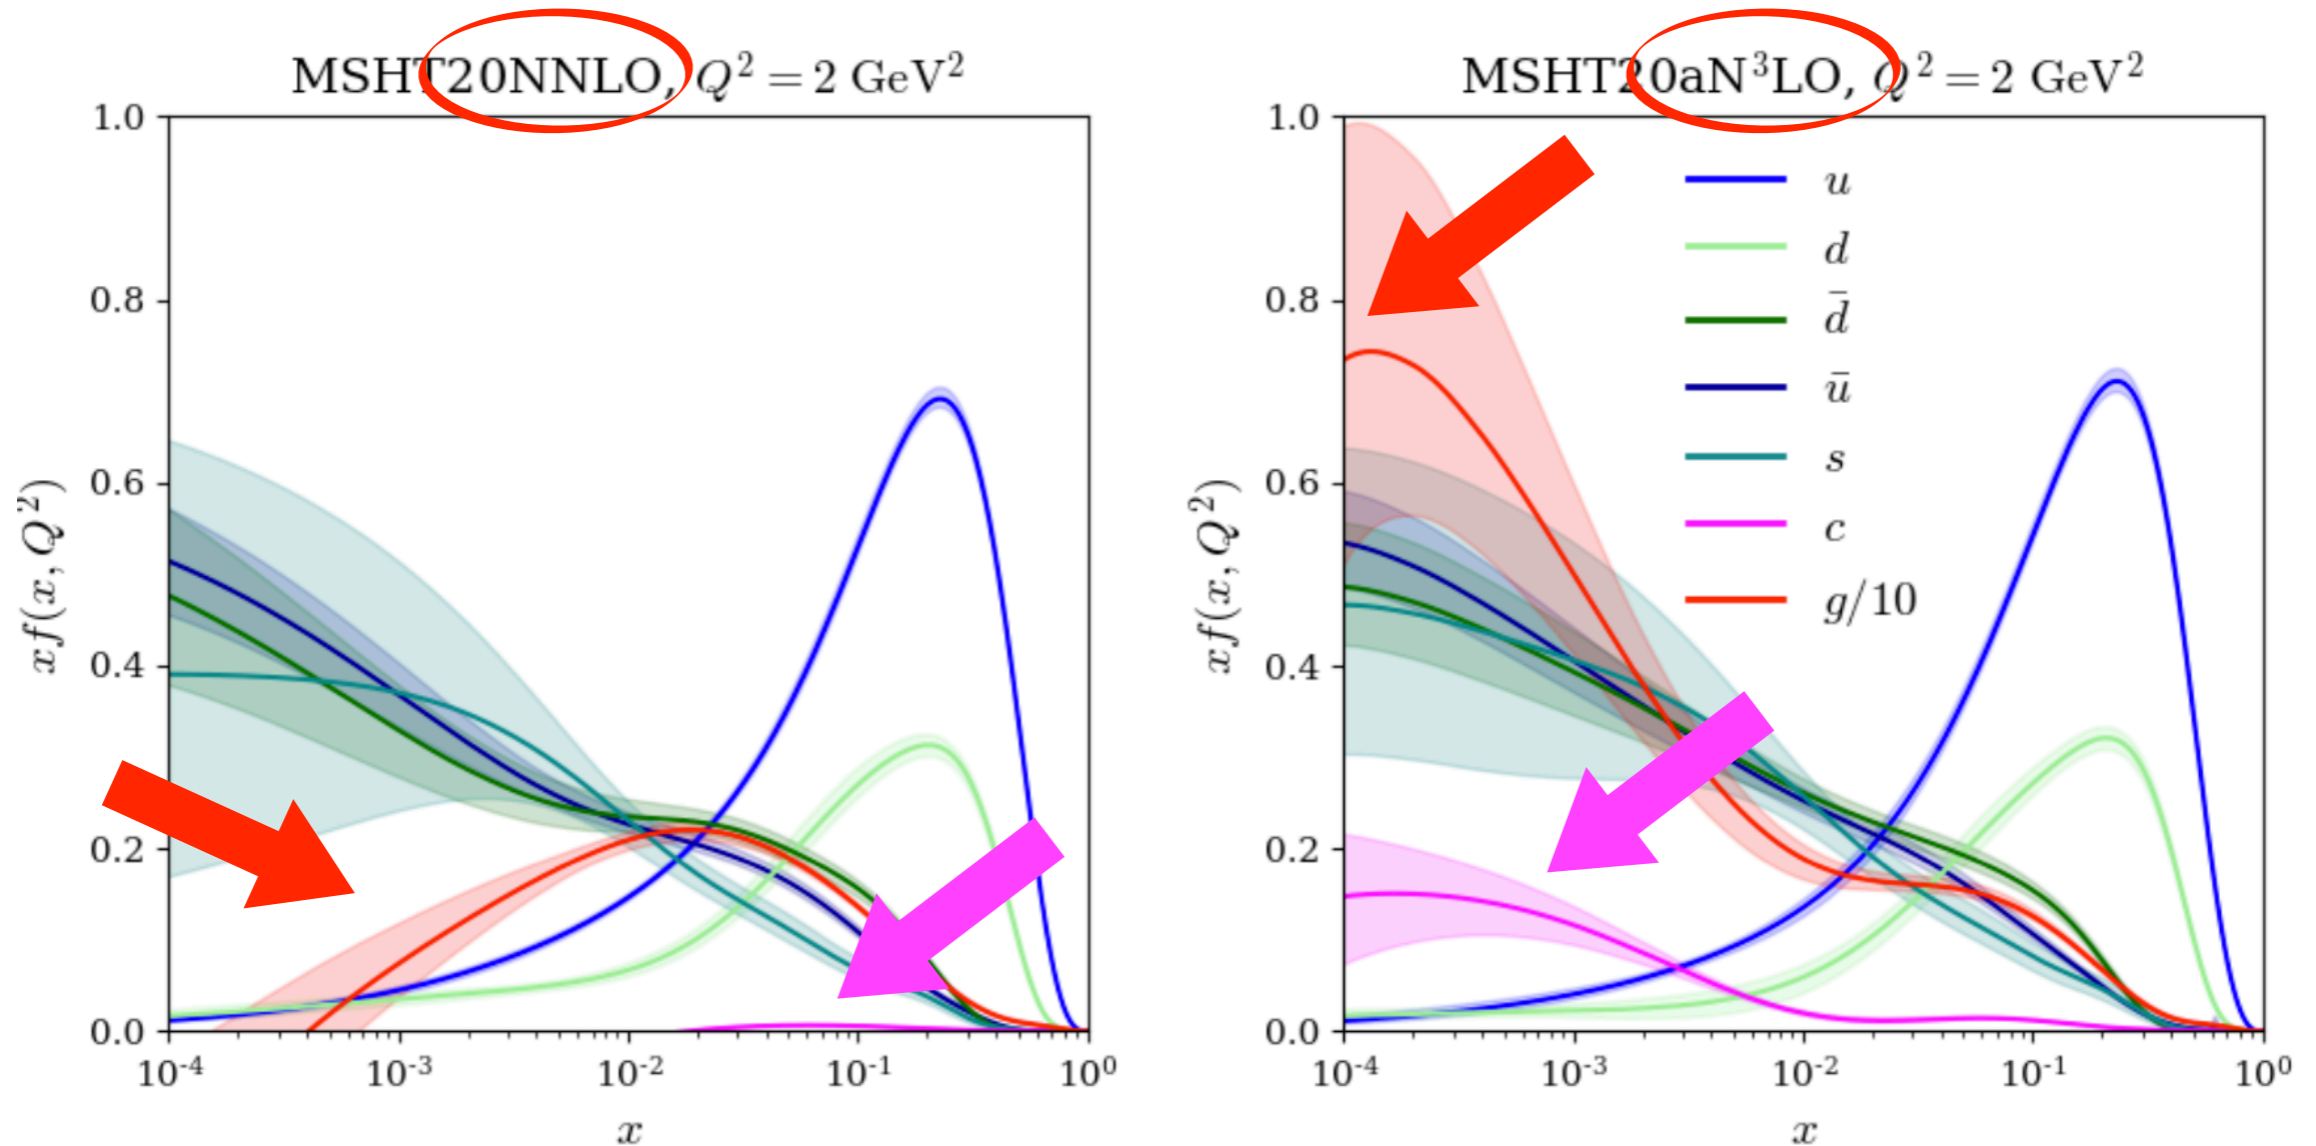 MSHT20NNLO, Q² = 2 GeV²
1.0
0.8
0.6
0.4
0.2
0.0
xf(x, Q²)
10⁻⁴ 10⁻³ 10⁻² 10⁻¹ 10⁰
x
MSHT20aN³LO, Q² = 2 GeV²
1.0
0.8
0.6
0.4
0.2
0.0
xf(x, Q²)
u
d
d̄
ū
s
c
g/10
10⁻⁴ 10⁻³ 10⁻² 10⁻¹ 10⁰
x